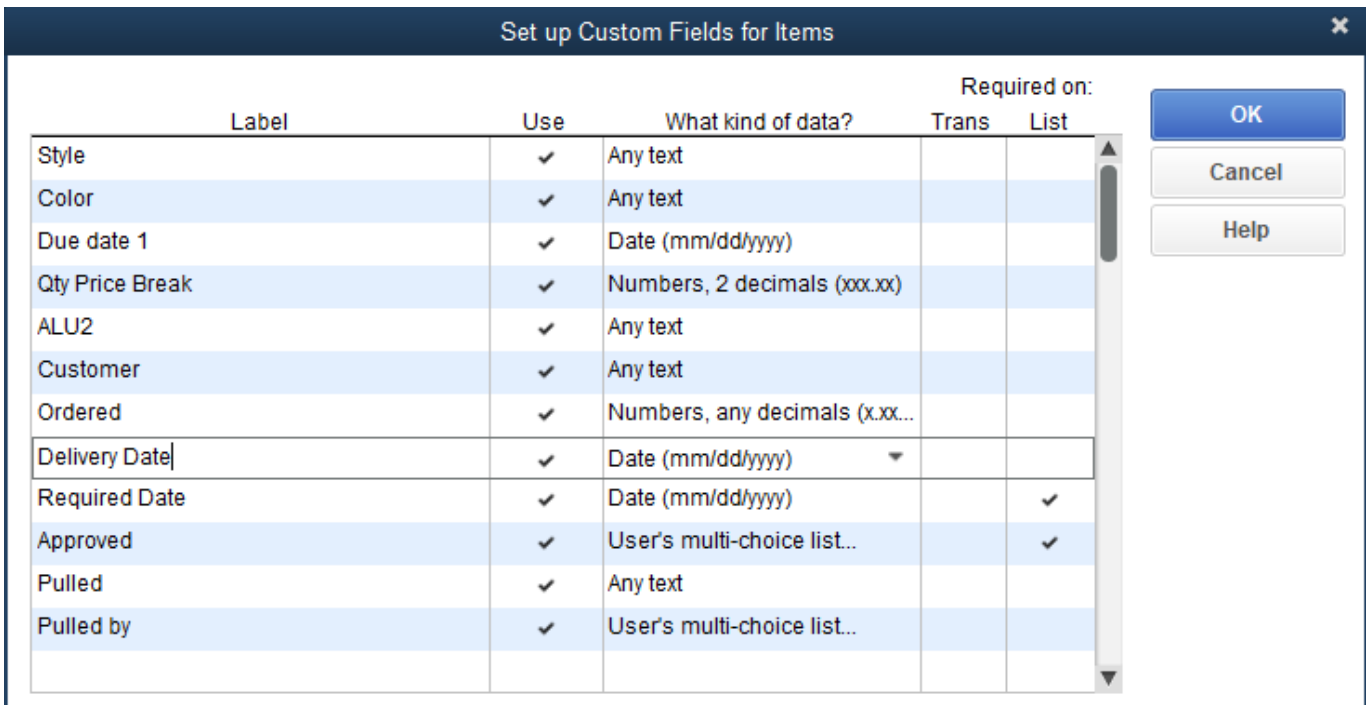 Set up Custom Fields for Items
Required on:
Label Use What kind of data? Trans List
Style Any text
Color Any text
Due date 1 Date (mm/dd/yyyy)
Qty Price Break Numbers, 2 decimals (xxx.xx)
ALU2 Any text
Customer Any text
Ordered Numbers, any decimals (x.xx...
Delivery Date Date (mm/dd/yyyy)
Required Date Date (mm/dd/yyyy)
Approved User's multi-choice list...
Pulled Any text
Pulled by User's multi-choice list...
OK
Cancel
Help